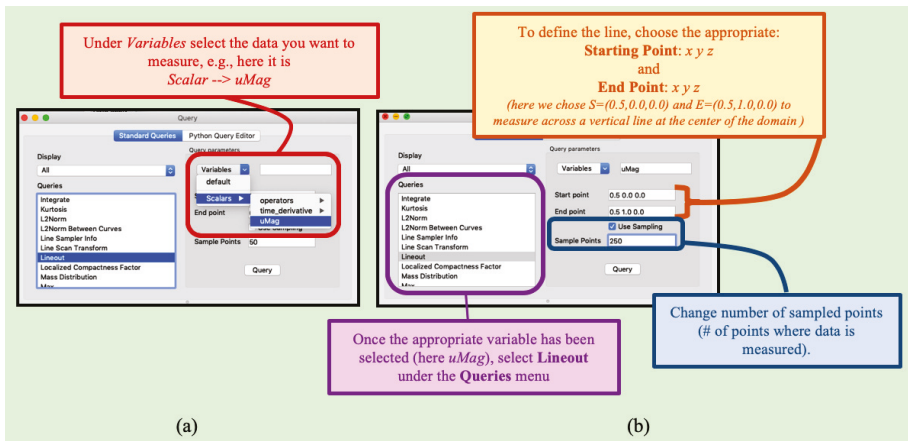 Under Variables select the data you want to
measure, e.g., here it is
Scalar --> uMag
To define the line, choose the appropriate:
Starting Point: x y z
and
End Point: x y z
(here we chose S=(0.5,0.0,0.0) and E=(0.5,1.0,0.0) to
measure across a vertical line at the center of the domain )
Query
Standard Queries Python Query Editor
Display
All
Queries
Integrate
Kurtosis
L2Norm
L2Norm Between Curves
Line Sampler Info
Line Scan Transform
Lineout
Localized Compactness Factor
Mass Distribution
Max
Query parameters
Variables
default
Scalars
operators
time_derivative
uMag
End point
Use Sampling
Sample Points 50
Query
Display
All
Queries
Integrate
Kurtosis
L2Norm
L2Norm Between Curves
Line Sampler Info
Line Scan Transform
Lineout
Localized Compactness Factor
Mass Distribution
Max
Query parameters
Variables uMag
Start point 0.5 0.0 0.0
End point 0.5 1.0 0.0
Use Sampling
Sample Points 250
Query
Once the appropriate variable has been
selected (here uMag), select Lineout
under the Queries menu
Change number of sampled points
(# of points where data is
measured).
(a)
(b)